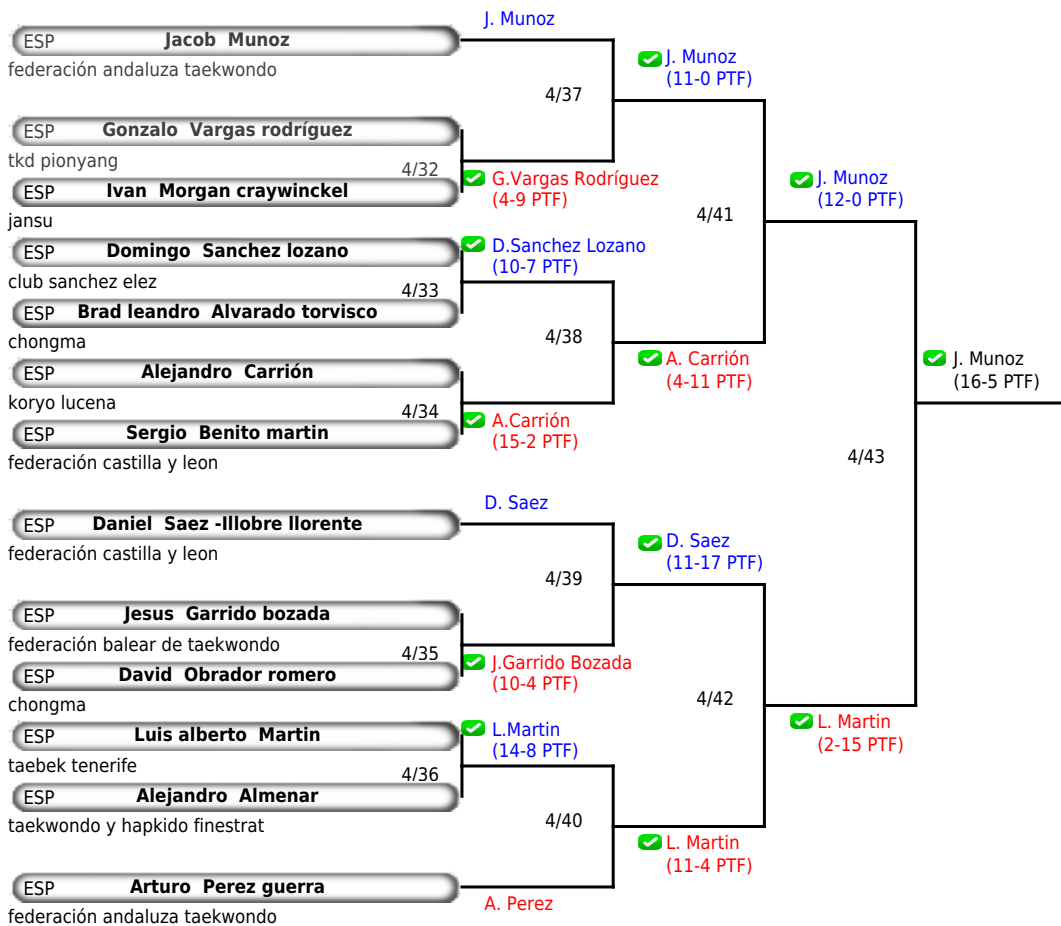 J. Munoz
ESP Jacob Munoz
federación andaluza taekwondo
J. Munoz
(11-0 PTF)
4/37
ESP Gonzalo Vargas rodríguez
tkd pionyang
4/32
G.Vargas Rodríguez
(4-9 PTF)
ESP Ivan Morgan craywinckel
jansu
J. Munoz
(12-0 PTF)
4/41
ESP Domingo Sanchez lozano
club sanchez elez
D.Sanchez Lozano
(10-7 PTF)
4/33
ESP Brad leandro Alvarado torvisco
chongma
4/38
A. Carrión
(4-11 PTF)
J. Munoz
(16-5 PTF)
ESP Alejandro Carrión
koryo lucena
4/34
A.Carrión
(15-2 PTF)
ESP Sergio Benito martin
federación castilla y leon
4/43
D. Saez
ESP Daniel Saez -Illobre llorente
federación castilla y leon
D. Saez
(11-17 PTF)
4/39
ESP Jesus Garrido bozada
federación balear de taekwondo
4/35
J.Garrido Bozada
(10-4 PTF)
ESP David Obrador romero
chongma
4/42
L. Martin
(2-15 PTF)
ESP Luis alberto Martin
taebek tenerife
L.Martin
(14-8 PTF)
4/36
ESP Alejandro Almenar
taekwondo y hapkido finestrat
4/40
L. Martin
(11-4 PTF)
ESP Arturo Perez guerra
federación andaluza taekwondo
A. Perez